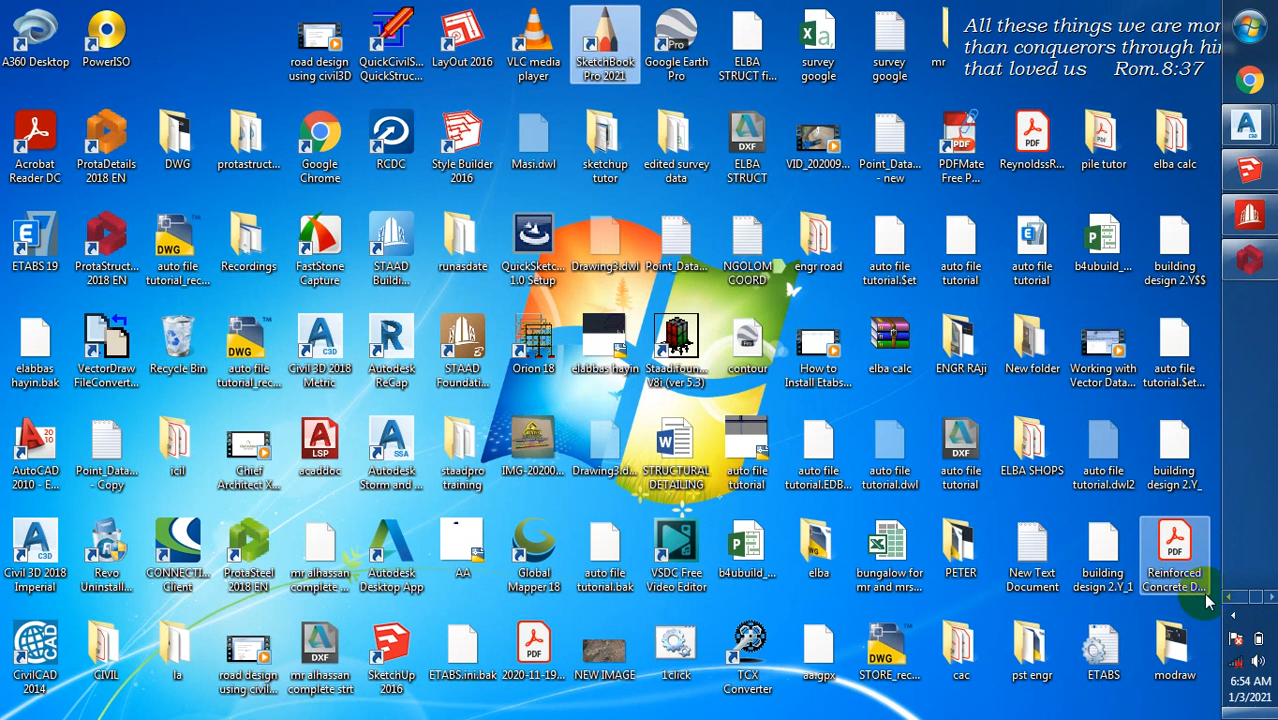 All these things we are mor
than conquerors through hi
that loved us Rom.8:37
A360 Desktop
PowerISO
road design
using civil3D
QuickCivilS...
QuickStruc...
LayOut 2016
VLC media
player
SketchBook
Pro 2021
Google Earth
Pro
ELBA
STRUCT fi...
survey
google
survey
google
mr
Acrobat
Reader DC
ProtaDetails
2018 EN
DWG
protastruct...
Google
Chrome
RCDC
Style Builder
2016
Masi.dwl
sketchup
tutor
edited survey
data
ELBA
STRUCT
VID_202009...
Point_Data...
- new
PDFMate
Free P...
ReynoldssR...
pile tutor
elba calc
ETABS 19
ProtaStruct...
2018 EN
auto file
tutorial_rec...
Recordings
FastStone
Capture
STAAD
Buildi...
runasdate
QuickSketc...
1.0 Setup
Drawing3.dwl
Point_Data...
NGOLOM
COORD
engr road
auto file
tutorial.$et
auto file
tutorial
auto file
tutorial
b4ubuild_...
building
design 2.Y$$
elabbas
hayin.bak
VectorDraw
FileConvert...
Recycle Bin
auto file
tutorial_rec...
Civil 3D 2018
Metric
Autodesk
ReCap
STAAD
Foundati...
Orion 18
elabbas hayin
Staad.foun...
V8i (ver 5.3)
contour
How to
Install Etabs...
elba calc
ENGR RAji
New folder
Working with
Vector Data...
auto file
tutorial.$et...
AutoCAD
2010 - E...
Point_Data...
- Copy
icil
Chief
Architect X...
acaddoc
Autodesk
Storm and ...
staadpro
training
IMG-20200...
Drawing3.d...
STRUCTURAL
DETAILING
auto file
tutorial
auto file
tutorial.EDB...
auto file
tutorial.dwl
auto file
tutorial
ELBA SHOPS
auto file
tutorial.dwl2
building
design 2.Y_
Civil 3D 2018
Imperial
Revo
Uninstall...
CONNECTI...
Client
ProtaSteel
2018 EN
mr alhassan
complete ...
Autodesk
Desktop App
AA
Global
Mapper 18
auto file
tutorial.bak
VSDC Free
Video Editor
b4ubuild_...
elba
bungalow for
mr and mrs...
PETER
New Text
Document
building
design 2.Y_1
Reinforced
Concrete D...
CivilCAD
2014
CIVIL
la
road design
using civil...
mr alhassan
complete strt
SketchUp
2016
ETABS.ini.bak
2020-11-19...
NEW IMAGE
1click
TCX
Converter
aa.gpx
STORE_rec...
cac
pst engr
ETABS
modraw
6:54 AM
1/3/2021